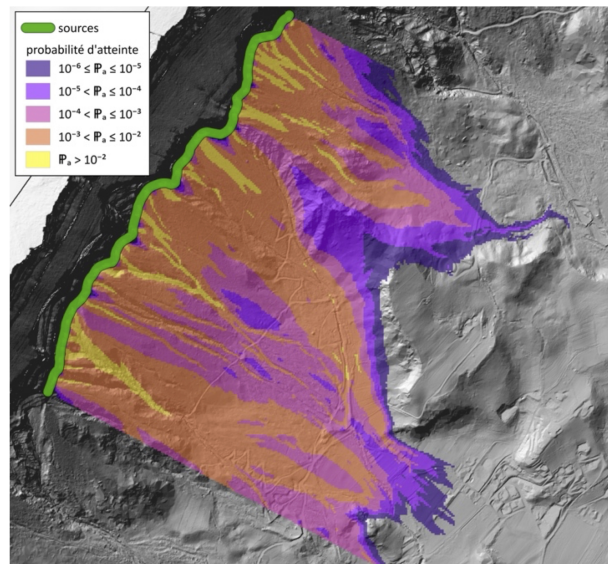 sources
probabilité d'atteinte
10⁻⁶ ≤ ℙₐ ≤ 10⁻⁵
10⁻⁵ < ℙₐ ≤ 10⁻⁴
10⁻⁴ < ℙₐ ≤ 10⁻³
10⁻³ < ℙₐ ≤ 10⁻²
ℙₐ > 10⁻²